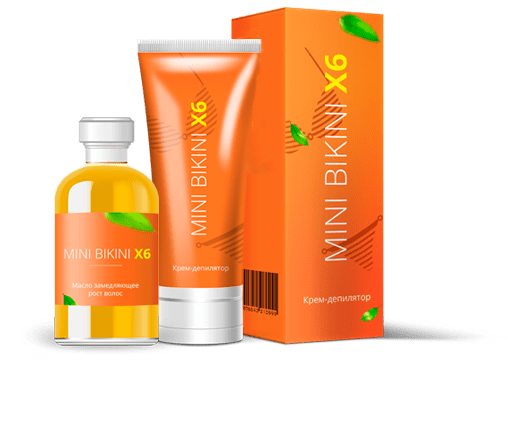 MINI BIKINI X6
Масло замедляющее
рост волос
MINI BIKINI X6
Крем-депилятор
MINI BIKINI X6
Крем-депилятор